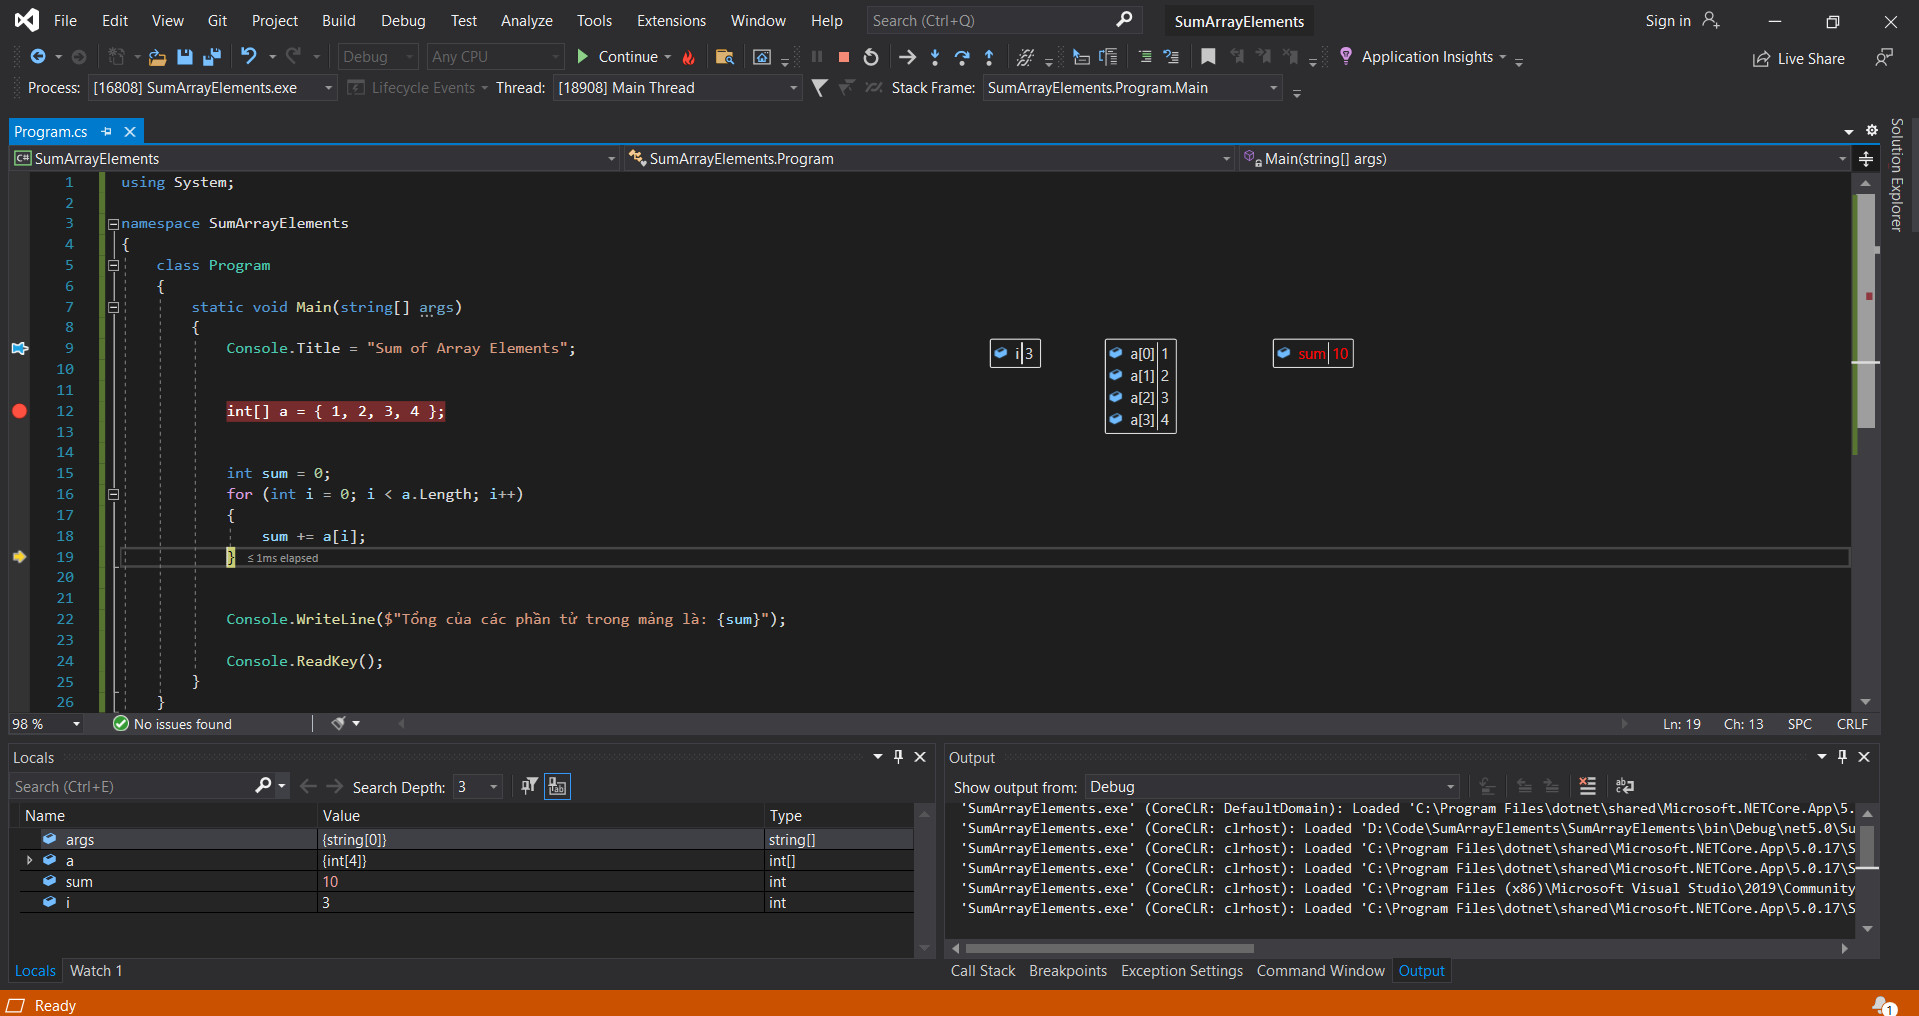 File Edit View Git Project Build Debug Test Analyze Tools Extensions Window Help Search (Ctrl+Q) SumArrayElements Sign in
Debug Any CPU Continue Application Insights Live Share
Process: [16808] SumArrayElements.exe Lifecycle Events Thread: [18908] Main Thread Stack Frame: SumArrayElements.Program.Main
Program.cs
Solution Explorer
C# SumArrayElements SumArrayElements.Program Main(string[] args)
1 using System;
2
3 namespace SumArrayElements
4 {
5 class Program
6 {
7 static void Main(string[] args)
8 {
9 Console.Title = "Sum of Array Elements";
10
11
12 int[] a = { 1, 2, 3, 4 };
13
14
15 int sum = 0;
16 for (int i = 0; i < a.Length; i++)
17 {
18 sum += a[i];
19 } ≤ 1ms elapsed
20
21
22 Console.WriteLine($"Tổng của các phần tử trong mảng là: {sum}");
23
24 Console.ReadKey();
25 }
26 }
i 3
a[0] 1
a[1] 2
a[2] 3
a[3] 4
sum 10
98 % No issues found Ln: 19 Ch: 13 SPC CRLF
Locals
Search (Ctrl+E) Search Depth: 3
Name Value Type
args {string[0]} string[]
a {int[4]} int[]
sum 10 int
i 3 int
Locals Watch 1
Output
Show output from: Debug
'SumArrayElements.exe' (CoreCLR: DefaultDomain): Loaded 'C:\Program Files\dotnet\shared\Microsoft.NETCore.App\5.
'SumArrayElements.exe' (CoreCLR: clrhost): Loaded 'D:\Code\SumArrayElements\SumArrayElements\bin\Debug\net5.0\Su
'SumArrayElements.exe' (CoreCLR: clrhost): Loaded 'C:\Program Files\dotnet\shared\Microsoft.NETCore.App\5.0.17\S
'SumArrayElements.exe' (CoreCLR: clrhost): Loaded 'C:\Program Files\dotnet\shared\Microsoft.NETCore.App\5.0.17\S
'SumArrayElements.exe' (CoreCLR: clrhost): Loaded 'C:\Program Files (x86)\Microsoft Visual Studio\2019\Community
'SumArrayElements.exe' (CoreCLR: clrhost): Loaded 'C:\Program Files\dotnet\shared\Microsoft.NETCore.App\5.0.17\S
Call Stack Breakpoints Exception Settings Command Window Output
Ready 1